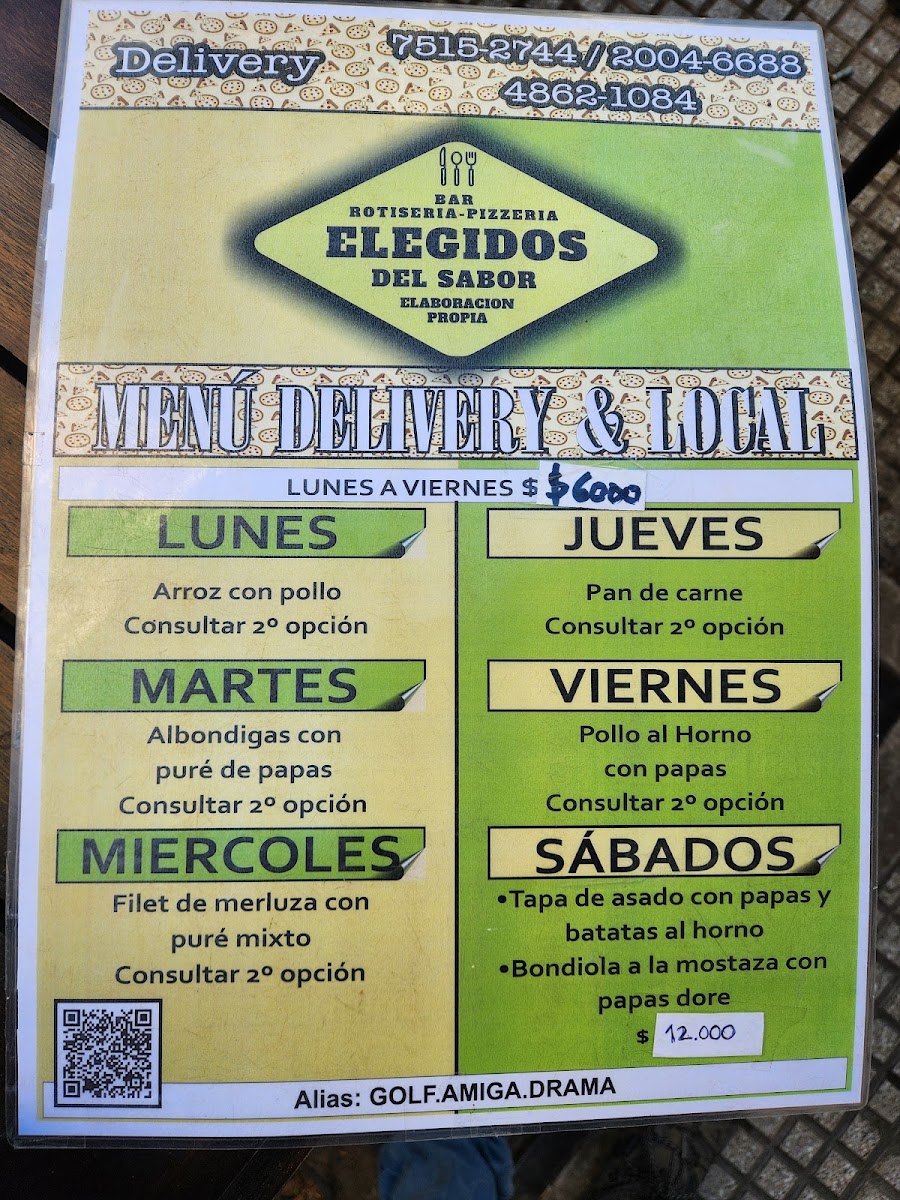 Delivery
7515-2744 / 2004-6688
4862-1084
BAR
ROTISERIA-PIZZERIA
ELEGIDOS
DEL SABOR
ELABORACION
PROPIA
MENÚ DELIVERY & LOCAL
LUNES A VIERNES $ $6000
LUNES
Arroz con pollo
Consultar 2º opción
MARTES
Albondigas con
puré de papas
Consultar 2º opción
MIERCOLES
Filet de merluza con
puré mixto
Consultar 2º opción
JUEVES
Pan de carne
Consultar 2º opción
VIERNES
Pollo al Horno
con papas
Consultar 2º opción
SÁBADOS
•Tapa de asado con papas y
batatas al horno
•Bondiola a la mostaza con
papas dore
$ 12.000
Alias: GOLF.AMIGA.DRAMA